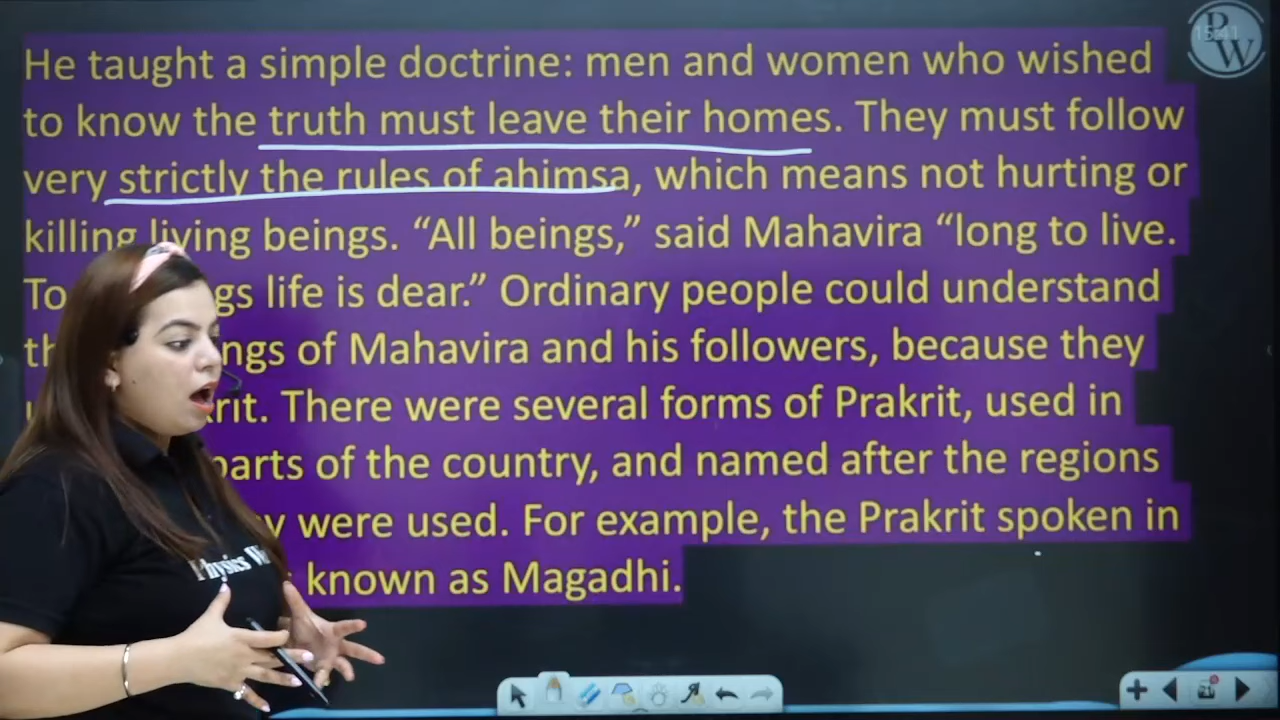 He taught a simple doctrine: men and women who wished
to know the truth must leave their homes. They must follow
very strictly the rules of ahimsa, which means not hurting or
killing living beings. “All beings,” said Mahavira “long to live.
To gs life is dear.” Ordinary people could understand
th ngs of Mahavira and his followers, because they
rit. There were several forms of Prakrit, used in
parts of the country, and named after the regions
y were used. For example, the Prakrit spoken in
known as Magadhi.
Physics W
PW
15:41